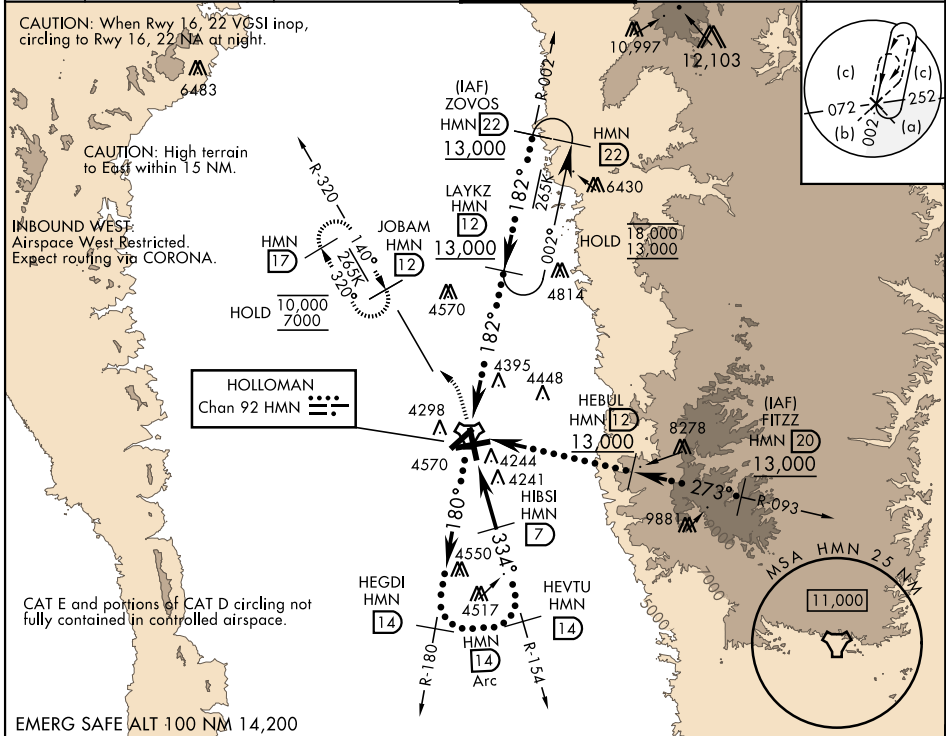 CAUTION: When Rwy 16, 22 VGSI inop,
circling to Rwy 16, 22 NA at night.
6483
CAUTION: High terrain
to East within 15 NM.
INBOUND WEST
Airspace West Restricted.
Expect routing via CORONA.
10,997
12,103
(c)
(c)
072
252
(b)
(a)
002
R-002
(IAF)
ZOVOS
HMN 22
13,000
HMN
22
6430
182°
265K
002°
LAYKZ
HMN
12
13,000
HOLD
18,000
13,000
4814
R-320
HMN
17
140°
265K
320°
JOBAM
HMN
12
HOLD 10,000
7000
4570
182°
4395
4448
HOLLOMAN
Chan 92 HMN
4298
4570
4244
4241
HEBUL
HMN 12
13,000
8278
(IAF)
FITZZ
HMN 20
13,000
273°
R-093
9881
HIBSI
HMN
7
180°
334°
4550
4517
HEGDI
HMN
14
HEVTU
HMN
14
HMN
14
Arc
R-180
R-154
MSA HMN 25 NM
11,000
CAT E and portions of CAT D circling not
fully contained in controlled airspace.
EMERG SAFE ALT 100 NM 14,200